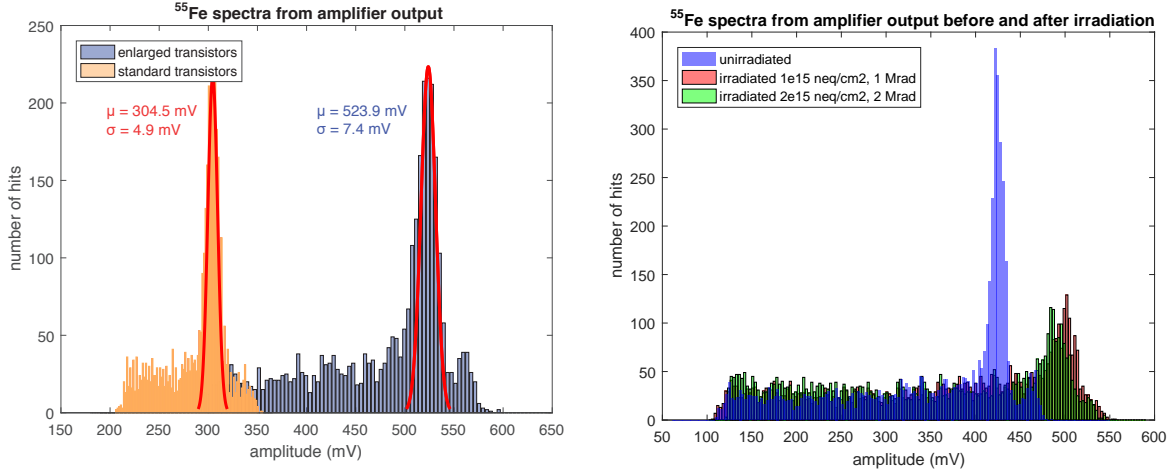 ⁵⁵Fe spectra from amplifier output
enlarged transistors
standard transistors
μ = 304.5 mV
σ = 4.9 mV
μ = 523.9 mV
σ = 7.4 mV
number of hits
250
200
150
100
50
0
150 200 250 300 350 400 450 500 550 600 650
amplitude (mV)
⁵⁵Fe spectra from amplifier output before and after irradiation
unirradiated
irradiated 1e15 neq/cm2, 1 Mrad
irradiated 2e15 neq/cm2, 2 Mrad
number of hits
400
350
300
250
200
150
100
50
0
50 100 150 200 250 300 350 400 450 500 550 600
amplitude (mV)